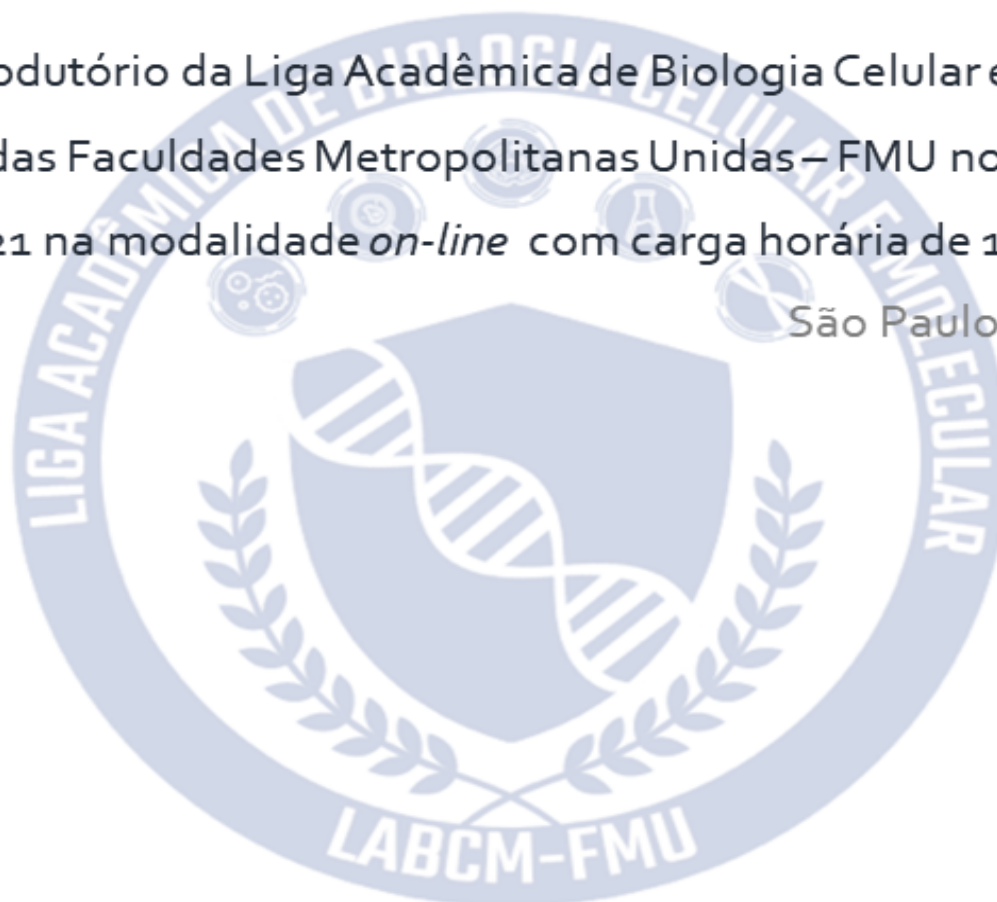 odutório da Liga Acadêmica de Biologia Celular e
das Faculdades Metropolitanas Unidas – FMU no
21 na modalidade on-line com carga horária de 1
São Paulo
LIGA ACADÊMICA DE BIOLOGIA CELULAR E MOLECULAR
LABCM-FMU